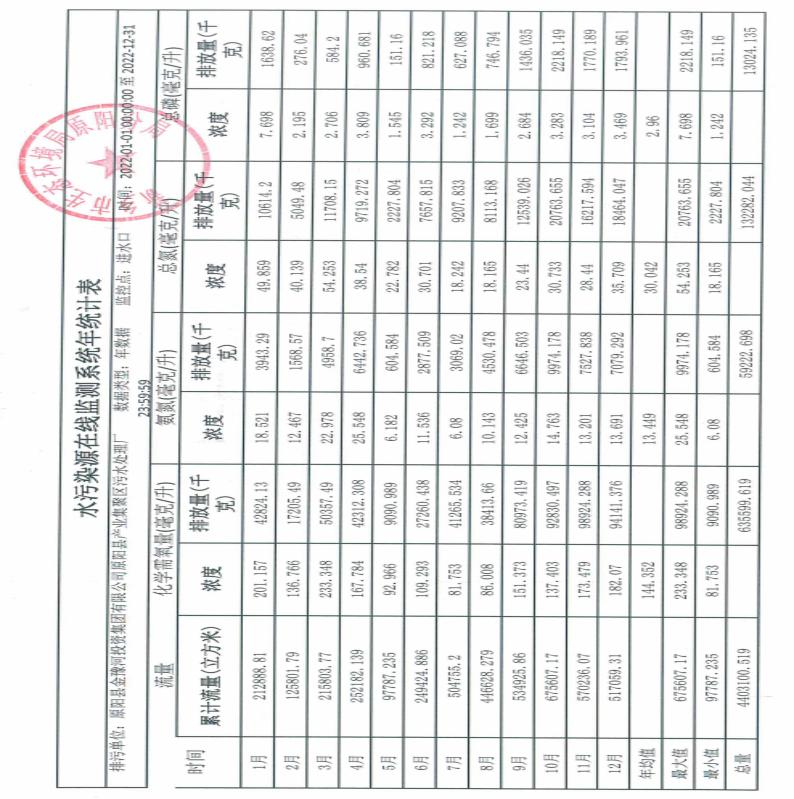 水污染源在线监测系统年统计表
排污单位: 原阳县金豫河投资集团有限公司原阳县产业集聚区污水处理厂 数据类型: 年数据 监控点: 进水口 时间: 2022-01-01 00:00:00 至 2022-12-31
23:59:59
流量 化学需氧量(毫克/升) 氨氮(毫克/升) 总氮(毫克/升) 总磷(毫克/升)
时间 累计流量(立方米) 浓度 排放量(千克) 浓度 排放量(千克) 浓度 排放量(千克) 浓度 排放量(千克)
1月 212888.81 201.157 42824.13 18.521 3943.29 49.859 10614.2 7.698 1638.62
2月 125801.79 136.766 17205.49 12.467 1568.57 40.139 5049.48 2.195 276.04
3月 215803.77 233.348 50357.49 22.978 4958.7 54.253 11708.15 2.706 584.2
4月 252182.139 167.784 42312.308 25.548 6442.736 38.54 9719.272 3.809 960.681
5月 97787.235 92.966 9090.989 6.182 604.584 22.782 2227.804 1.545 151.16
6月 249424.886 109.293 27260.438 11.536 2877.509 30.701 7657.815 3.292 821.218
7月 504755.2 81.753 41265.534 6.08 3069.02 18.242 9207.833 1.242 627.088
8月 446628.279 86.008 38413.66 10.143 4530.478 18.165 8113.168 1.699 746.794
9月 534925.86 151.373 80973.419 12.425 6646.503 23.44 12539.026 2.684 1436.035
10月 675607.17 137.403 92830.497 14.763 9974.178 30.733 20763.655 3.283 2218.149
11月 570236.07 173.479 98924.288 13.201 7527.838 28.44 16217.594 3.104 1770.189
12月 517059.31 182.07 94141.376 13.691 7079.292 35.709 18464.047 3.469 1793.961
年均值 144.352 13.449 30.042 2.96
最大值 675607.17 233.348 98924.288 25.548 9974.178 54.253 20763.655 7.698 2218.149
最小值 97787.235 81.753 9090.989 6.08 604.584 18.165 2227.804 1.242 151.16
总量 4403100.519 635599.619 59222.698 132282.044 13024.135
市生态环境局原阳分局